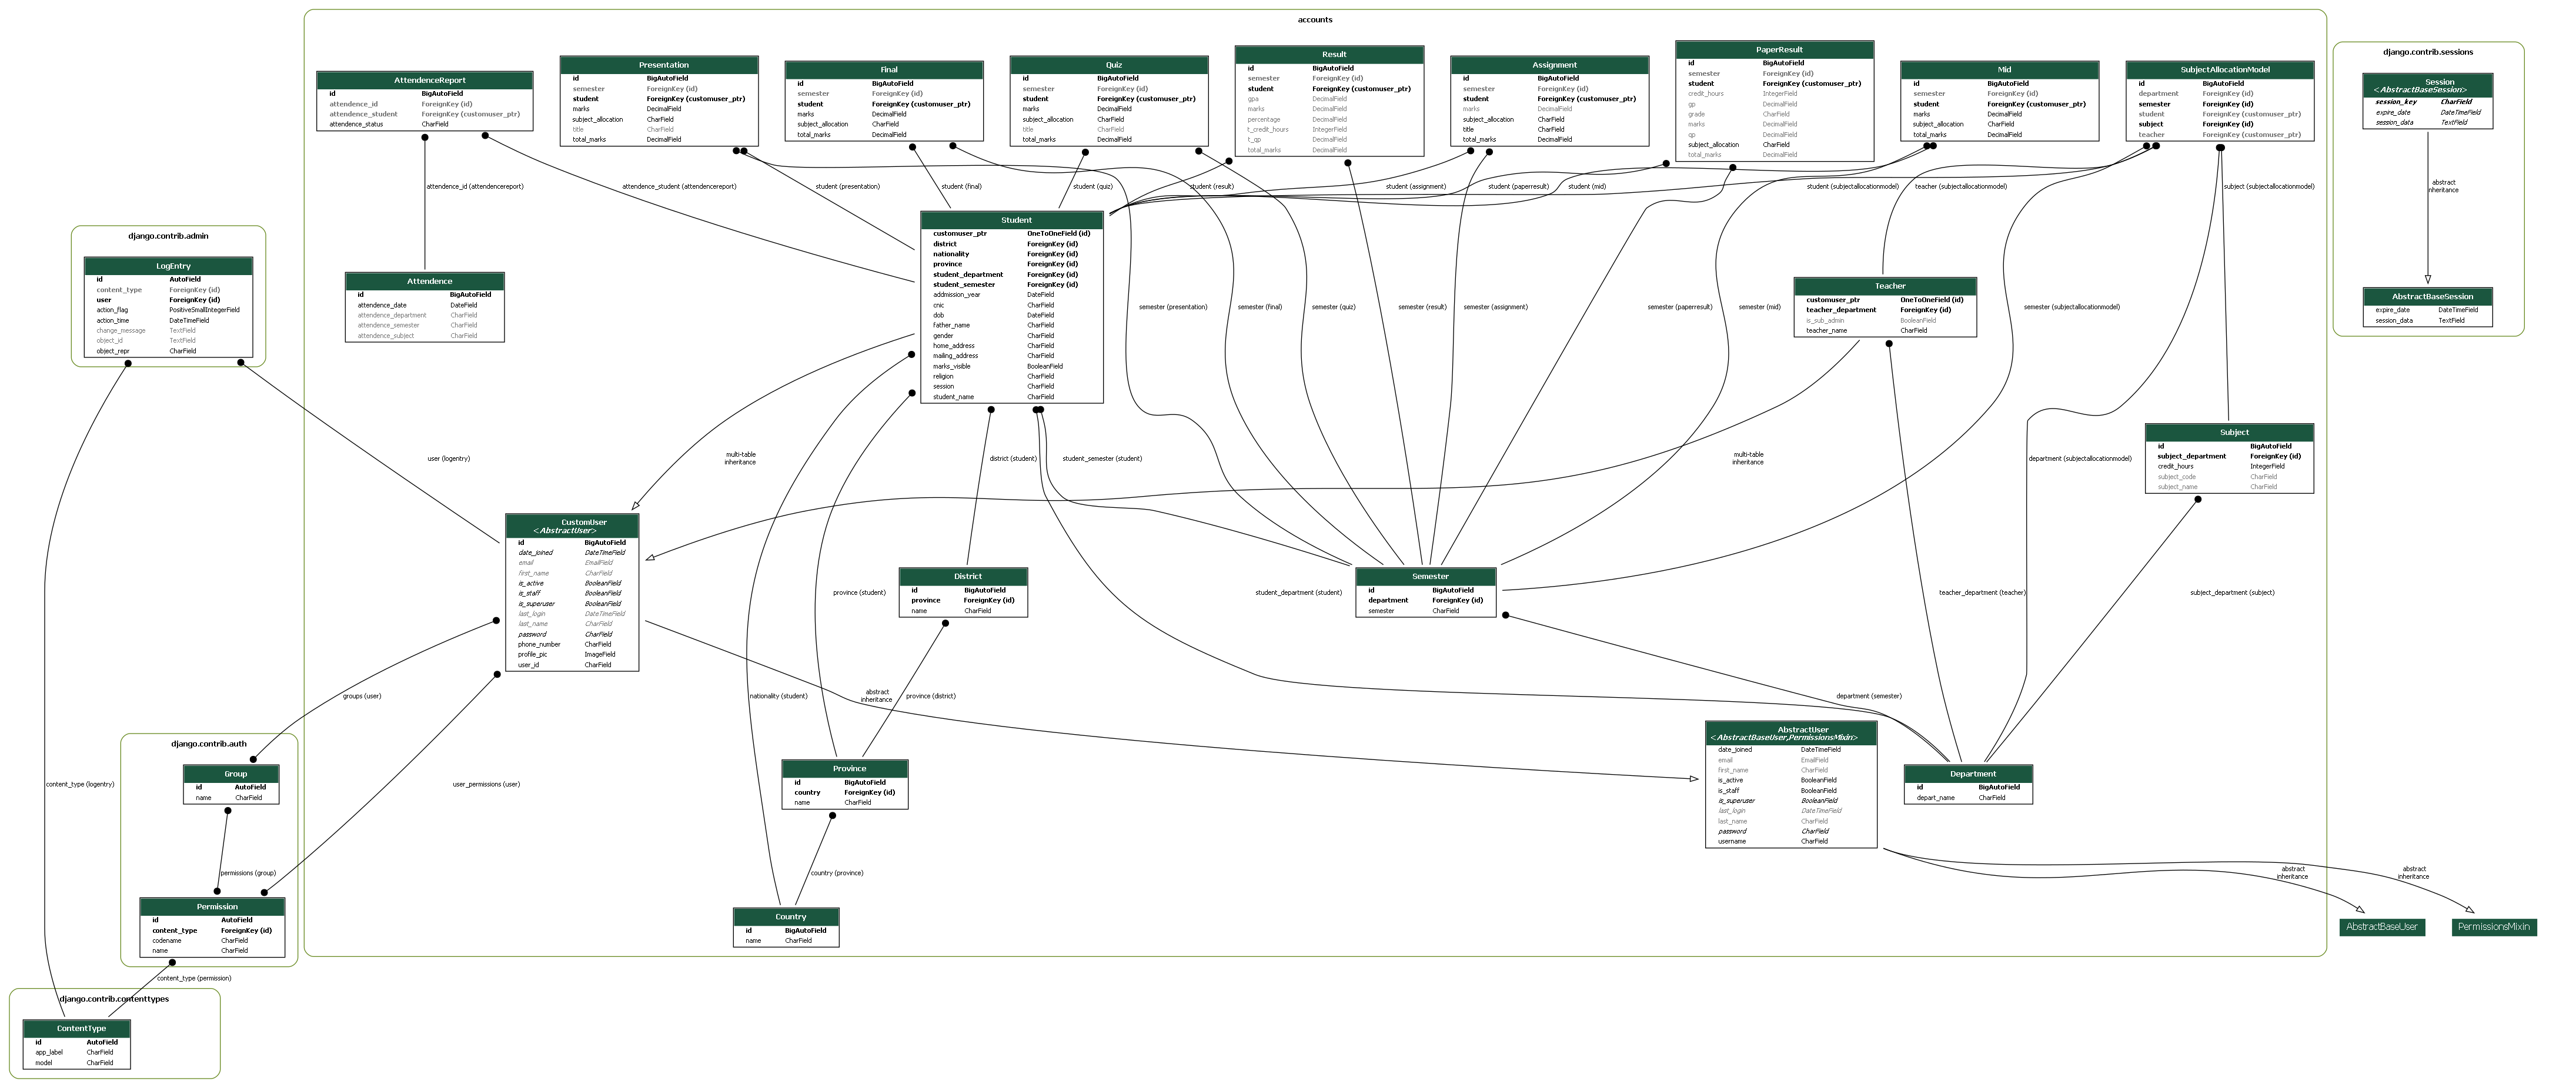 accounts
django.contrib.sessions
AttendenceReport
id BigAutoField
attendence_id ForeignKey (id)
attendence_student ForeignKey (customuser_ptr)
attendence_status CharField
Presentation
id BigAutoField
semester ForeignKey (id)
student ForeignKey (customuser_ptr)
marks DecimalField
subject_allocation CharField
title CharField
total_marks DecimalField
Final
id BigAutoField
semester ForeignKey (id)
student ForeignKey (customuser_ptr)
marks DecimalField
subject_allocation CharField
total_marks DecimalField
Quiz
id BigAutoField
semester ForeignKey (id)
student ForeignKey (customuser_ptr)
marks DecimalField
subject_allocation CharField
title CharField
total_marks DecimalField
Result
id BigAutoField
semester ForeignKey (id)
student ForeignKey (customuser_ptr)
gpa DecimalField
marks DecimalField
percentage DecimalField
t_credit_hours IntegerField
t_qp DecimalField
total_marks DecimalField
Assignment
id BigAutoField
semester ForeignKey (id)
student ForeignKey (customuser_ptr)
marks DecimalField
subject_allocation CharField
title CharField
total_marks DecimalField
PaperResult
id BigAutoField
semester ForeignKey (id)
student ForeignKey (customuser_ptr)
credit_hours IntegerField
gp DecimalField
grade CharField
marks DecimalField
qp DecimalField
subject_allocation CharField
total_marks DecimalField
Mid
id BigAutoField
semester ForeignKey (id)
student ForeignKey (customuser_ptr)
marks DecimalField
subject_allocation CharField
total_marks DecimalField
SubjectAllocationModel
id BigAutoField
department ForeignKey (id)
semester ForeignKey (id)
student ForeignKey (customuser_ptr)
subject ForeignKey (id)
teacher ForeignKey (customuser_ptr)
Session
<AbstractBaseSession>
session_key CharField
expire_date DateTimeField
session_data TextField
attendence_id (attendencereport)
attendence_student (attendencereport)
student (presentation)
student (final)
student (quiz)
student (result)
student (assignment)
student (paperresult)
student (mid)
student (subjectallocationmodel)
teacher (subjectallocationmodel)
subject (subjectallocationmodel)
abstract
inheritance
django.contrib.admin
LogEntry
id AutoField
content_type ForeignKey (id)
user ForeignKey (id)
action_flag PositiveSmallIntegerField
action_time DateTimeField
change_message TextField
object_id TextField
object_repr CharField
Attendence
id BigAutoField
attendence_date DateField
attendence_department CharField
attendence_semester CharField
attendence_subject CharField
Student
customuser_ptr OneToOneField (id)
district ForeignKey (id)
nationality ForeignKey (id)
province ForeignKey (id)
student_department ForeignKey (id)
student_semester ForeignKey (id)
addmission_year DateField
cnic CharField
dob DateField
father_name CharField
gender CharField
home_address CharField
mailing_address CharField
marks_visible BooleanField
religion CharField
session CharField
student_name CharField
semester (presentation)
semester (final)
semester (quiz)
semester (result)
semester (assignment)
semester (paperresult)
semester (mid)
semester (subjectallocationmodel)
Teacher
customuser_ptr OneToOneField (id)
teacher_department ForeignKey (id)
is_sub_admin BooleanField
teacher_name CharField
AbstractBaseSession
expire_date DateTimeField
session_data TextField
user (logentry)
multi-table
inheritance
district (student)
student_semester (student)
multi-table
inheritance
department (subjectallocationmodel)
Subject
id BigAutoField
subject_department ForeignKey (id)
credit_hours IntegerField
subject_code CharField
subject_name CharField
CustomUser
<AbstractUser>
id BigAutoField
date_joined DateTimeField
email EmailField
first_name CharField
is_active BooleanField
is_staff BooleanField
is_superuser BooleanField
last_login DateTimeField
last_name CharField
password CharField
phone_number CharField
profile_pic ImageField
user_id CharField
province (student)
District
id BigAutoField
province ForeignKey (id)
name CharField
student_department (student)
Semester
id BigAutoField
department ForeignKey (id)
semester CharField
teacher_department (teacher)
subject_department (subject)
groups (user)
nationality (student)
abstract
inheritance
province (district)
department (semester)
django.contrib.auth
Group
id AutoField
name CharField
content_type (logentry)
user_permissions (user)
Province
id BigAutoField
country ForeignKey (id)
name CharField
AbstractUser
<AbstractBaseUser,PermissionsMixin>
date_joined DateTimeField
email EmailField
first_name CharField
is_active BooleanField
is_staff BooleanField
is_superuser BooleanField
last_login DateTimeField
last_name CharField
password CharField
username CharField
Department
id BigAutoField
depart_name CharField
permissions (group)
country (province)
abstract
inheritance
abstract
inheritance
Permission
id AutoField
content_type ForeignKey (id)
codename CharField
name CharField
Country
id BigAutoField
name CharField
AbstractBaseUser
PermissionsMixin
content_type (permission)
django.contrib.contenttypes
ContentType
id AutoField
app_label CharField
model CharField